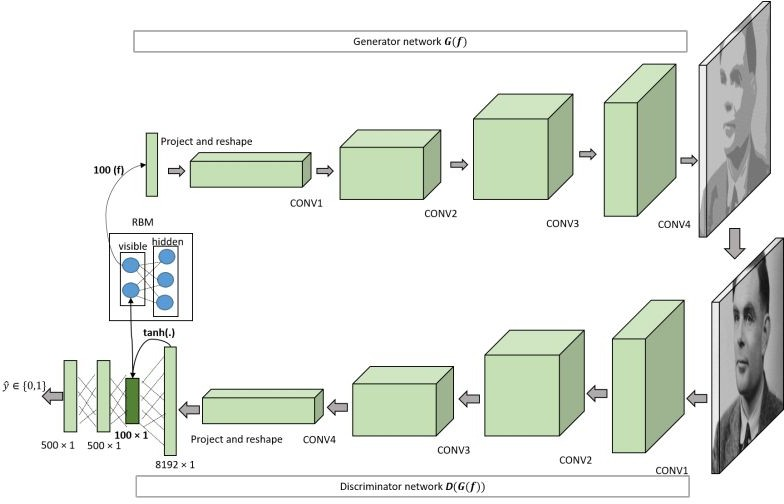 Generator network G(f)
Project and reshape
100 (f)
CONV1
CONV2
CONV3
CONV4
RBM
visible
hidden
tanh(.)
ŷ ∈ {0,1}
500 × 1
500 × 1
100 × 1
8192 × 1
Project and reshape
CONV4
CONV3
CONV2
CONV1
Discriminator network D(G(f))